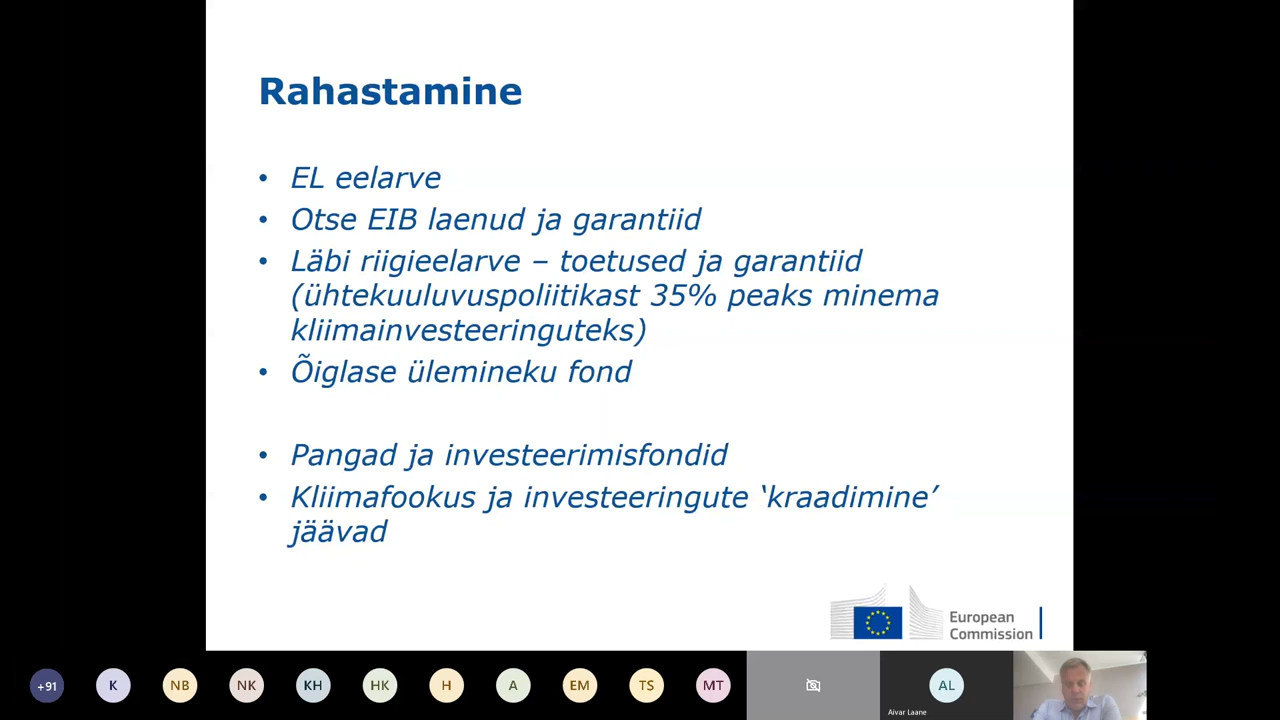 Rahastamine
• EL eelarve
• Otse EIB laenud ja garantiid
• Läbi riigieelarve – toetused ja garantiid
(ühtekuuluvuspoliitikast 35% peaks minema
kliimainvesteeringuteks)
• Õiglase ülemineku fond
• Pangad ja investeerimisfondid
• Kliimafookus ja investeeringute ‘kraadimine’
jäävad
European
Commission
+91 K NB NK KH HK H A EM TS MT AL
Aivar Laane